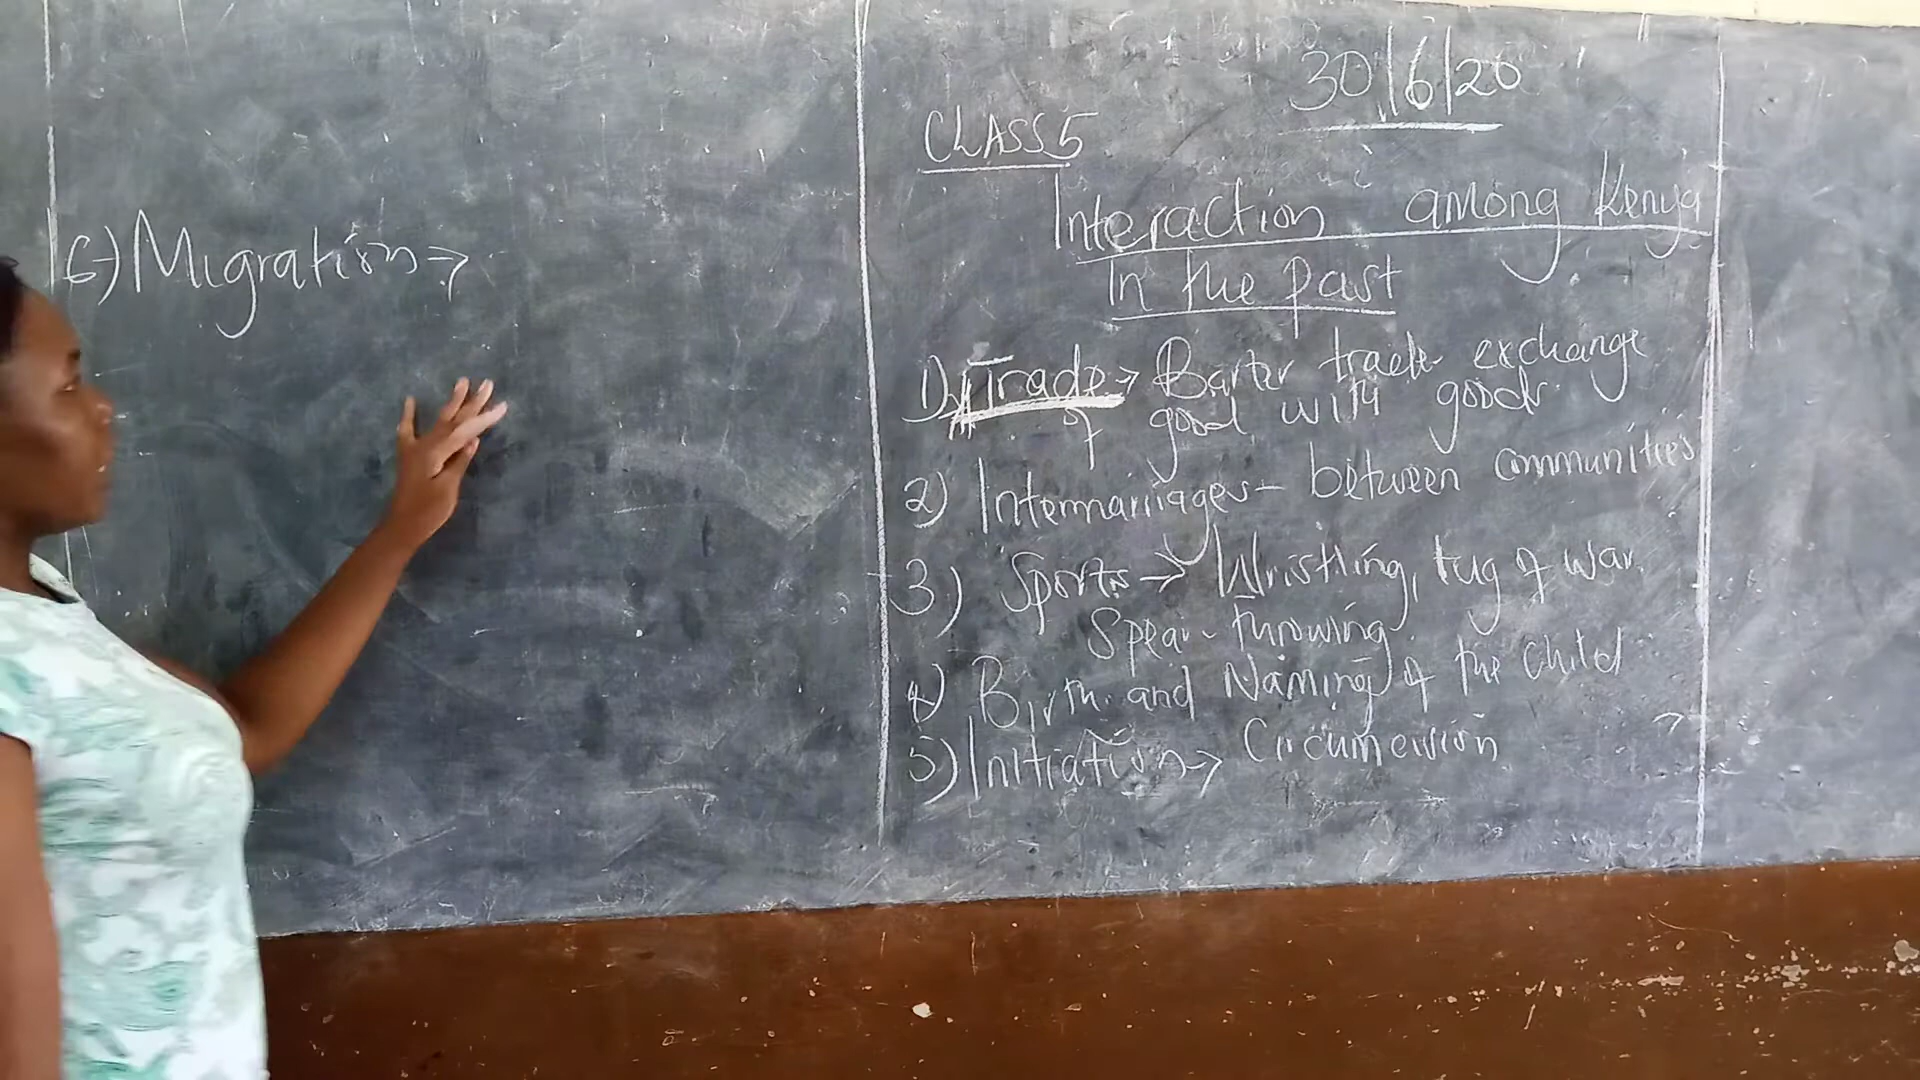 30/6/20
CLASS 5
Interaction among Kenya
In the past
1) Trade → Barter trade exchange
of good with goods
2) Intermarriages - between communities
3) Sports → Wristling, tug of war.
Spear throwing.
4) Birth and Naming of the child
5) Initiation → Circumcision
6) Migration →